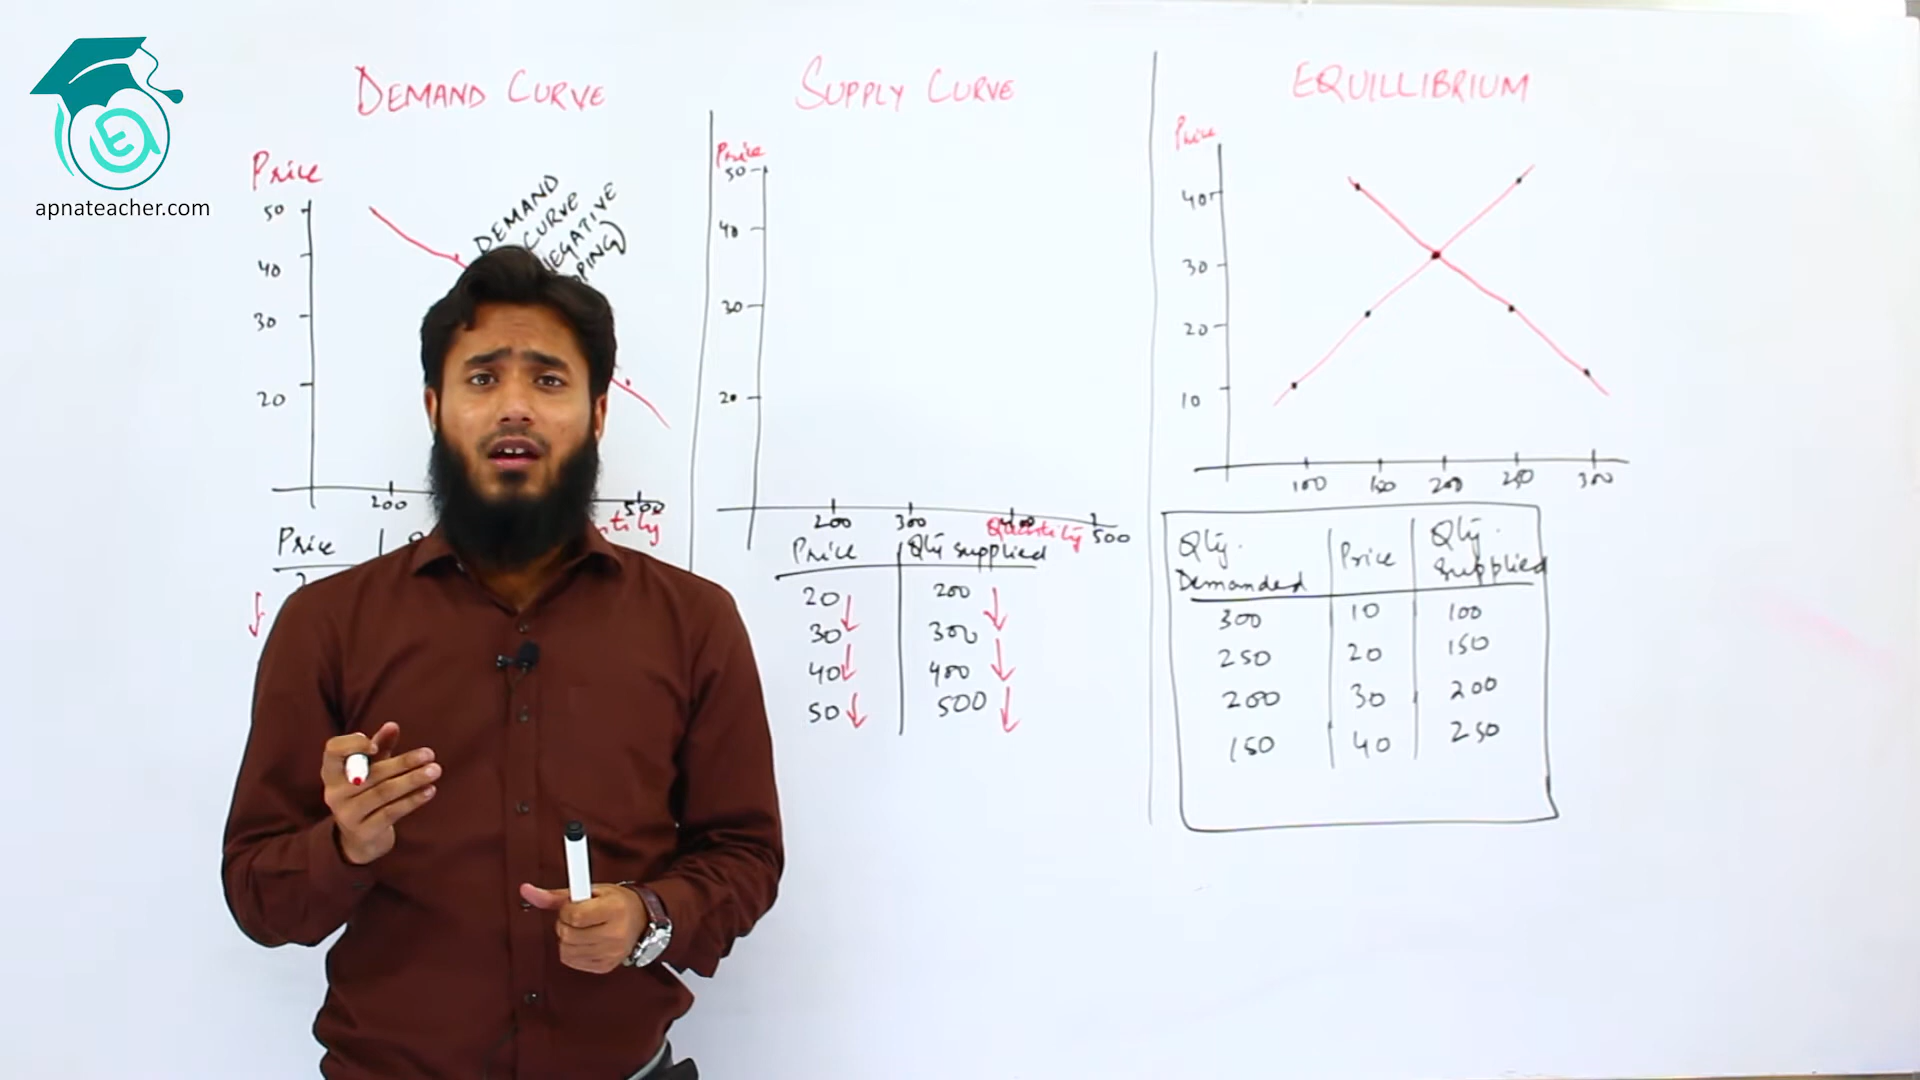 apnateacher.com
DEMAND CURVE
Price
50
40
30
20
DEMAND
CURVE
200
500
Price
SUPPLY CURVE
Price
50
40
30
20
200 300 400 500
Quantity
Price Qty supplied
20 200
30 300
40 400
50 500
EQUILLIBRIUM
Price
40
30
20
10
100 150 200 250 300
Qty. Demanded Price Qty. Supplied
300 10 100
250 20 150
200 30 200
150 40 250